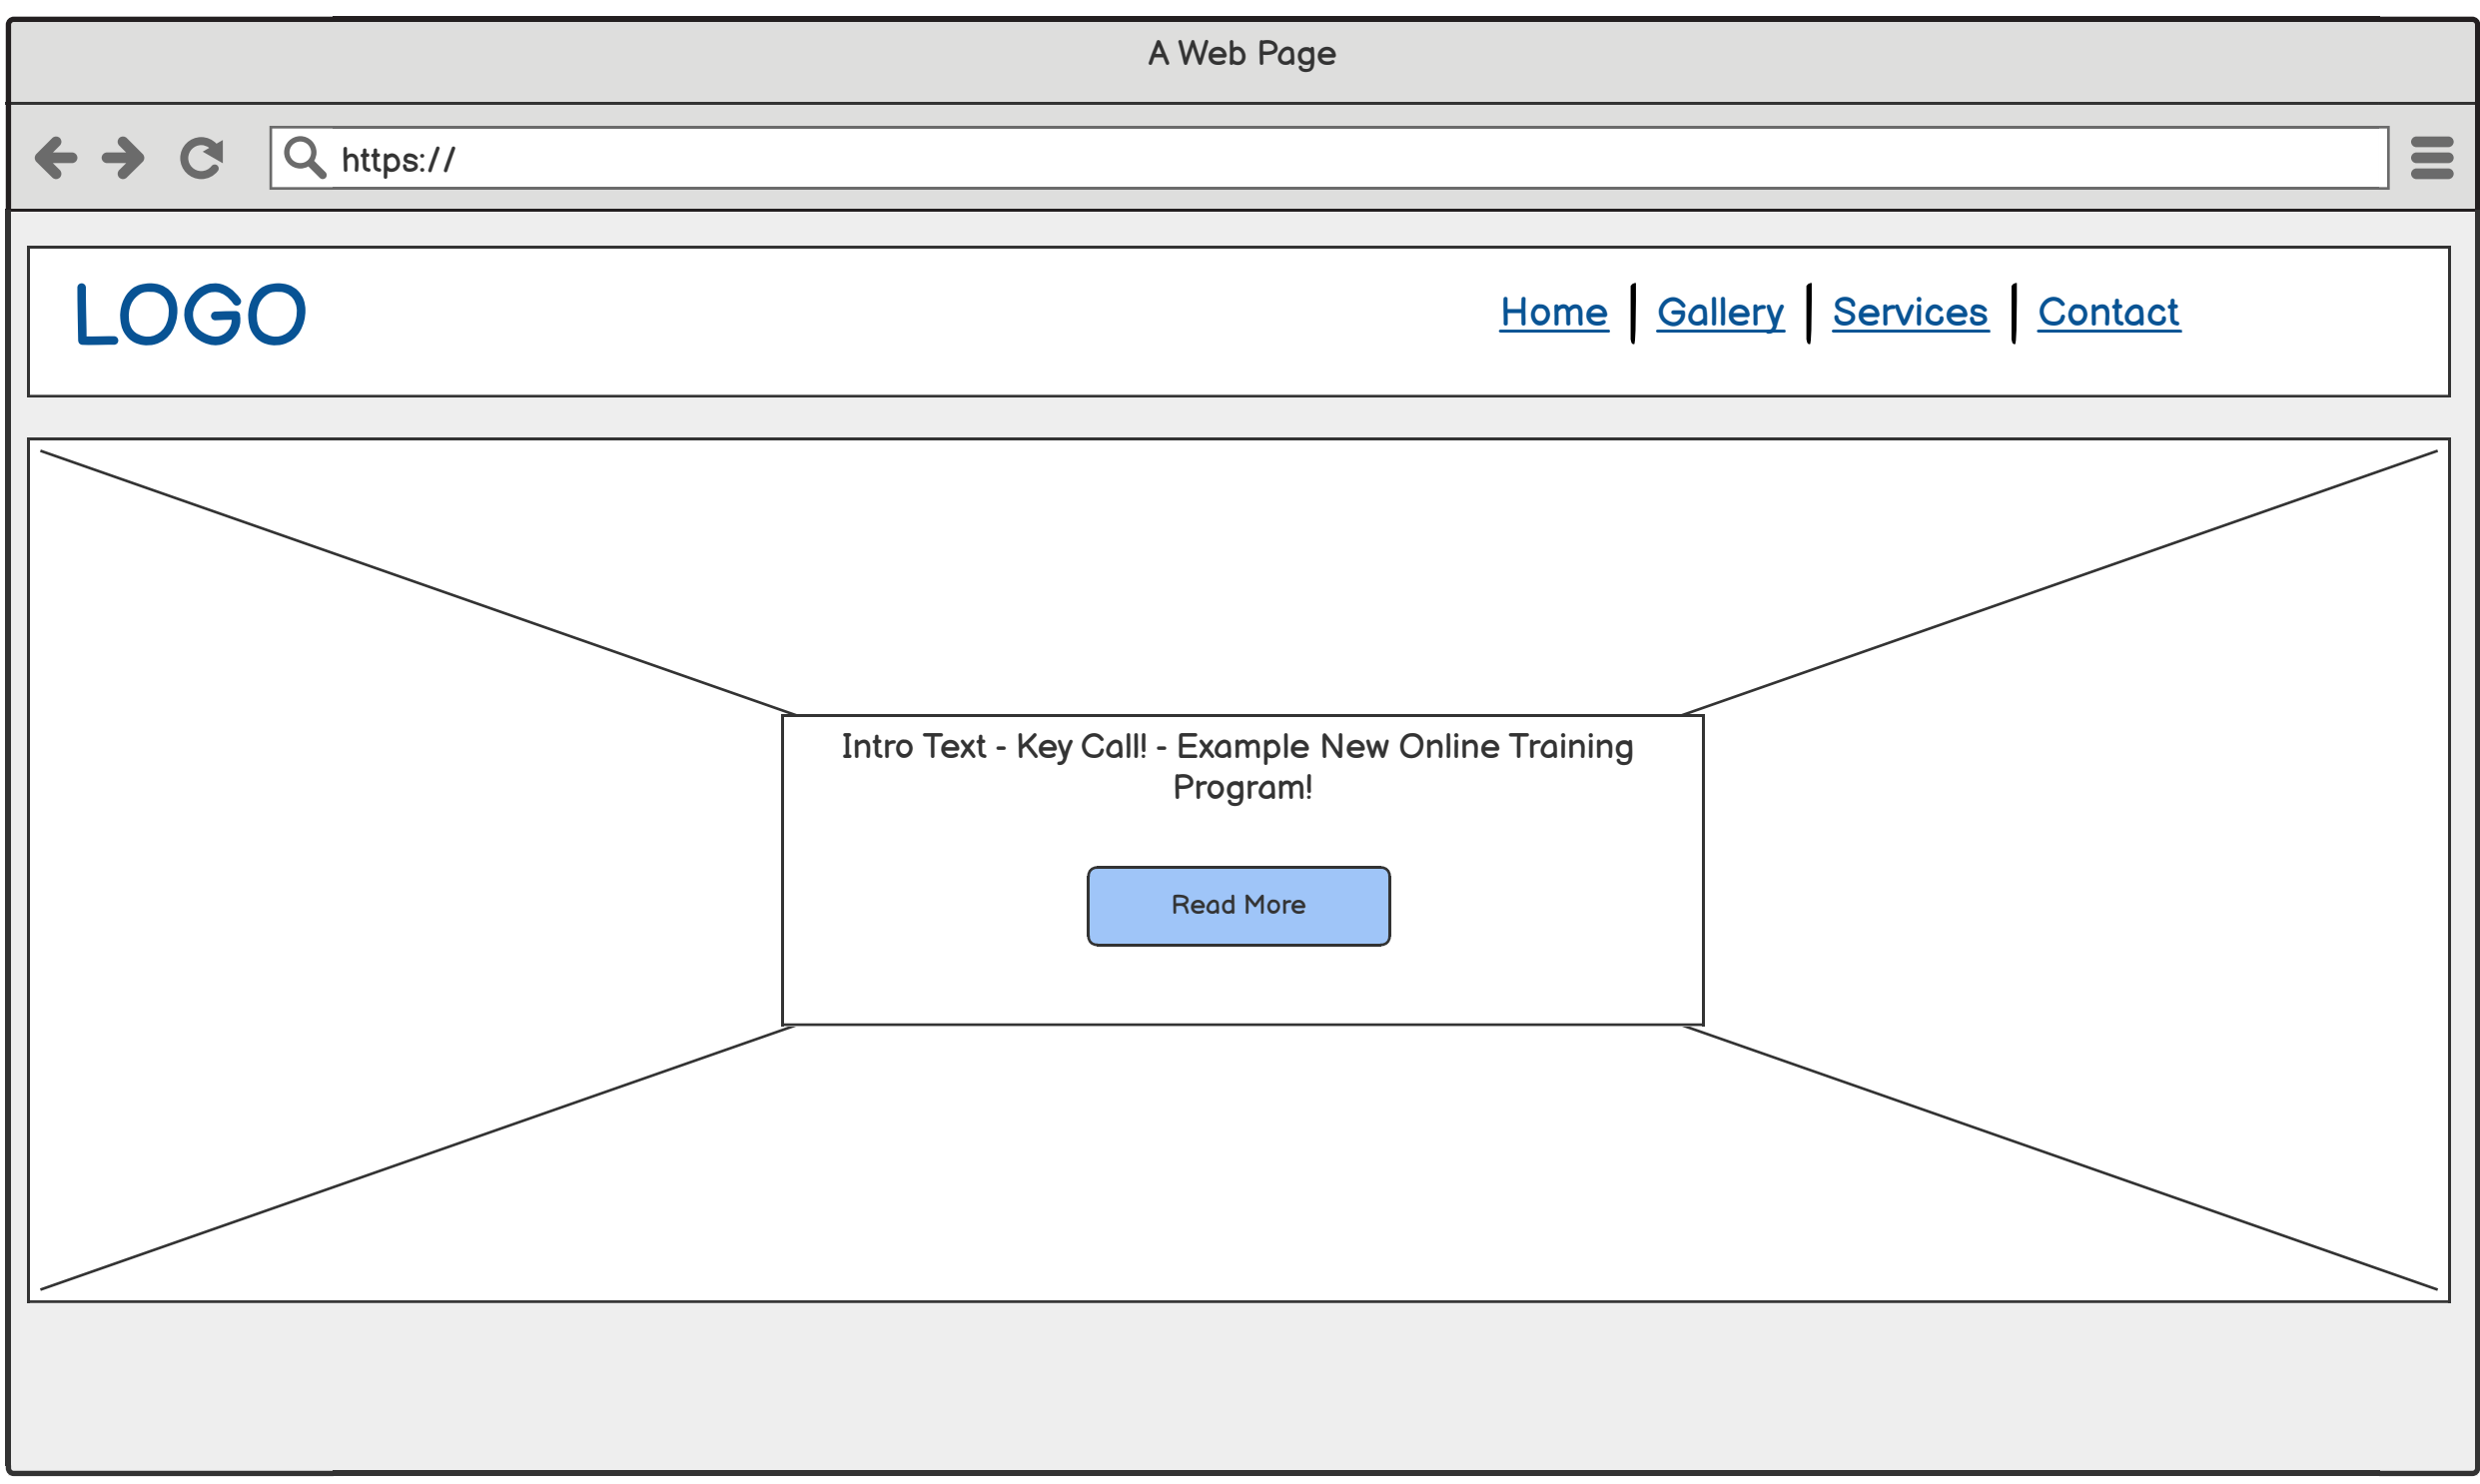 A Web Page
https://
LOGO
Home | Gallery | Services | Contact
Intro Text - Key Call! - Example New Online Training
Program!
Read More